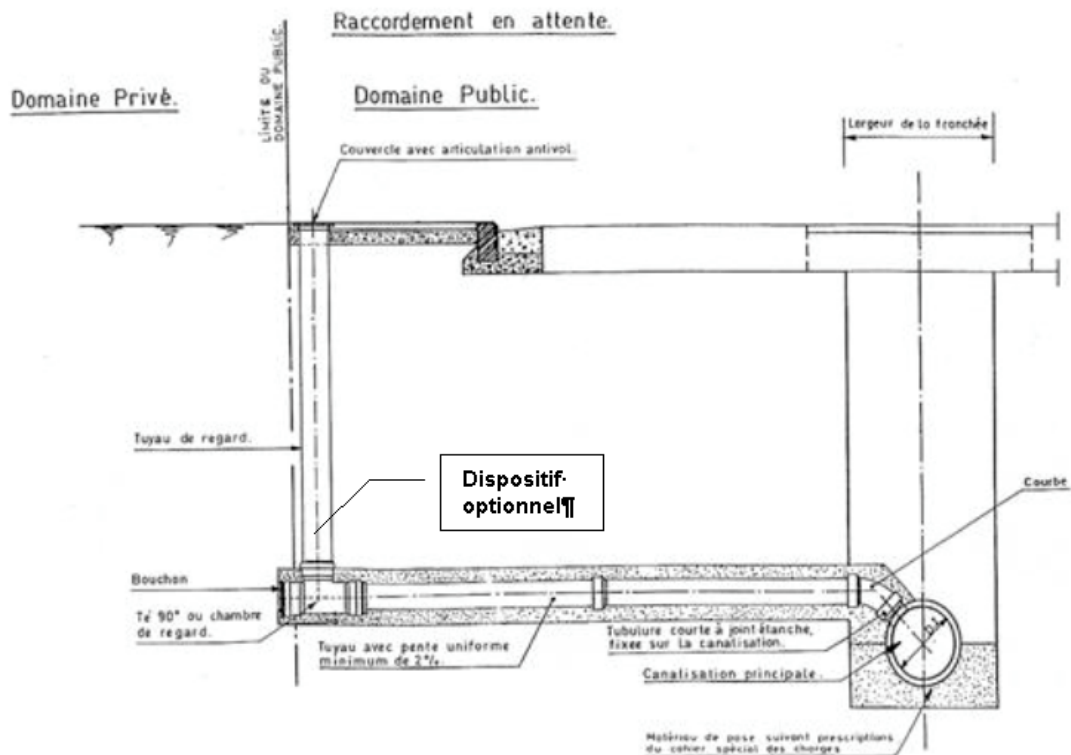 Raccordement en attente.
LIMITE DU
DOMAINE PUBLIC.
Domaine Privé.
Domaine Public.
Largeur de la tranchée
Couvercle avec articulation antivol.
Tuyau de regard.
Dispositif·
optionnel¶
Courbe
Bouchon
Té 90° ou chambre
de regard.
Tuyau avec pente uniforme
minimum de 2%.
Tubulure courte à joint étanche,
fixée sur la canalisation.
Canalisation principale.
Matériau de pose suivant prescriptions
du cahier spécial des charges